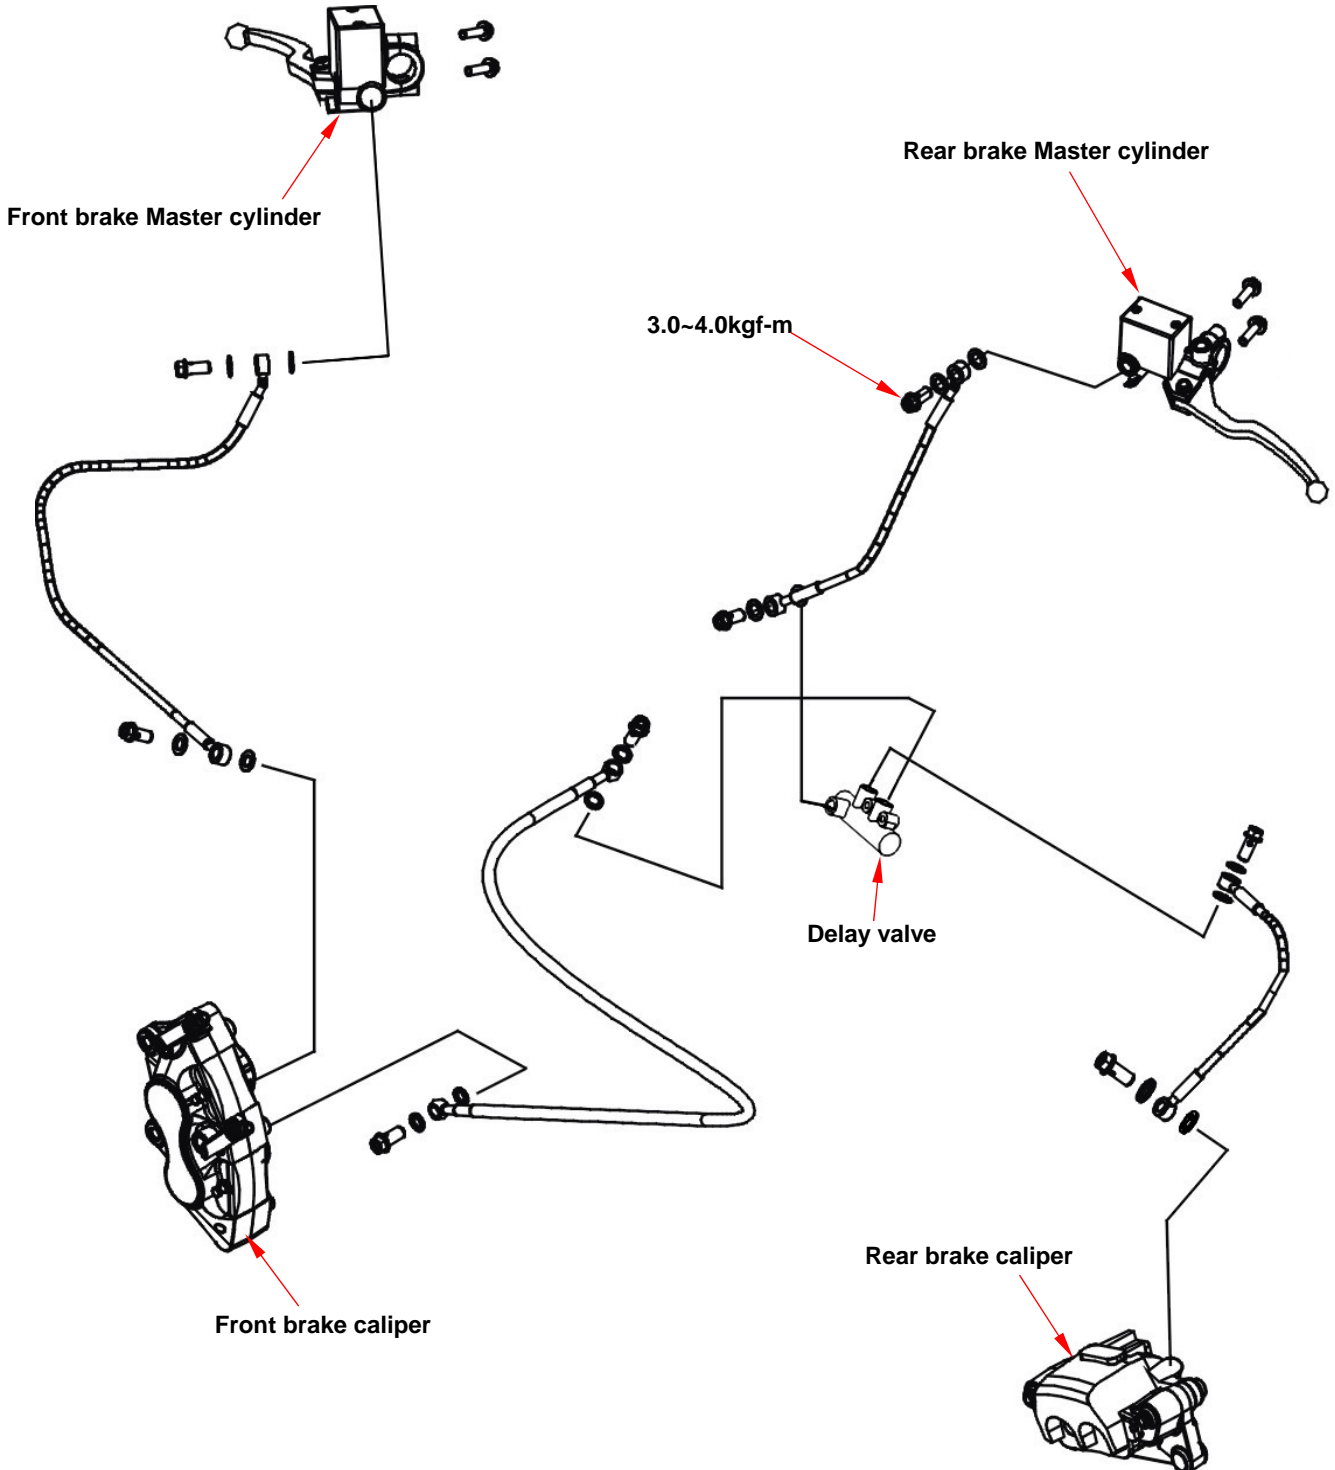 Rear brake Master cylinder
Front brake Master cylinder
3.0~4.0kgf-m
Delay valve
Rear brake caliper
Front brake caliper